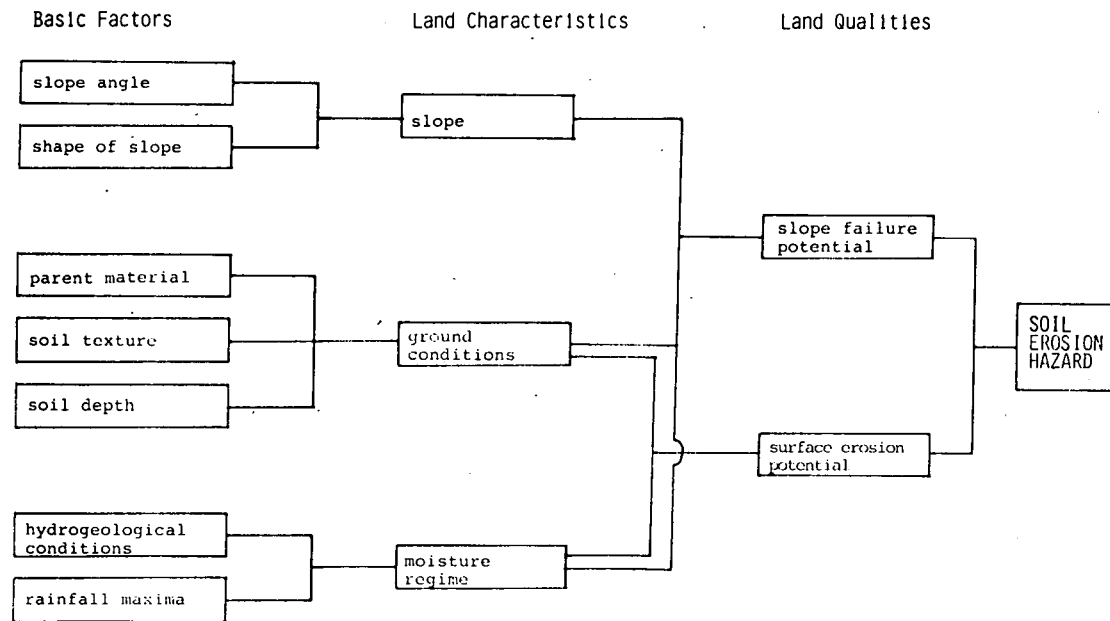 Basic Factors
Land Characteristics
Land Qualities
slope angle
shape of slope
slope
slope failure
potential
parent material
soil texture
soil depth
ground
conditions
SOIL
EROSION
HAZARD
surface erosion
potential
hydrogeological
conditions
rainfall maxima
moisture
regime